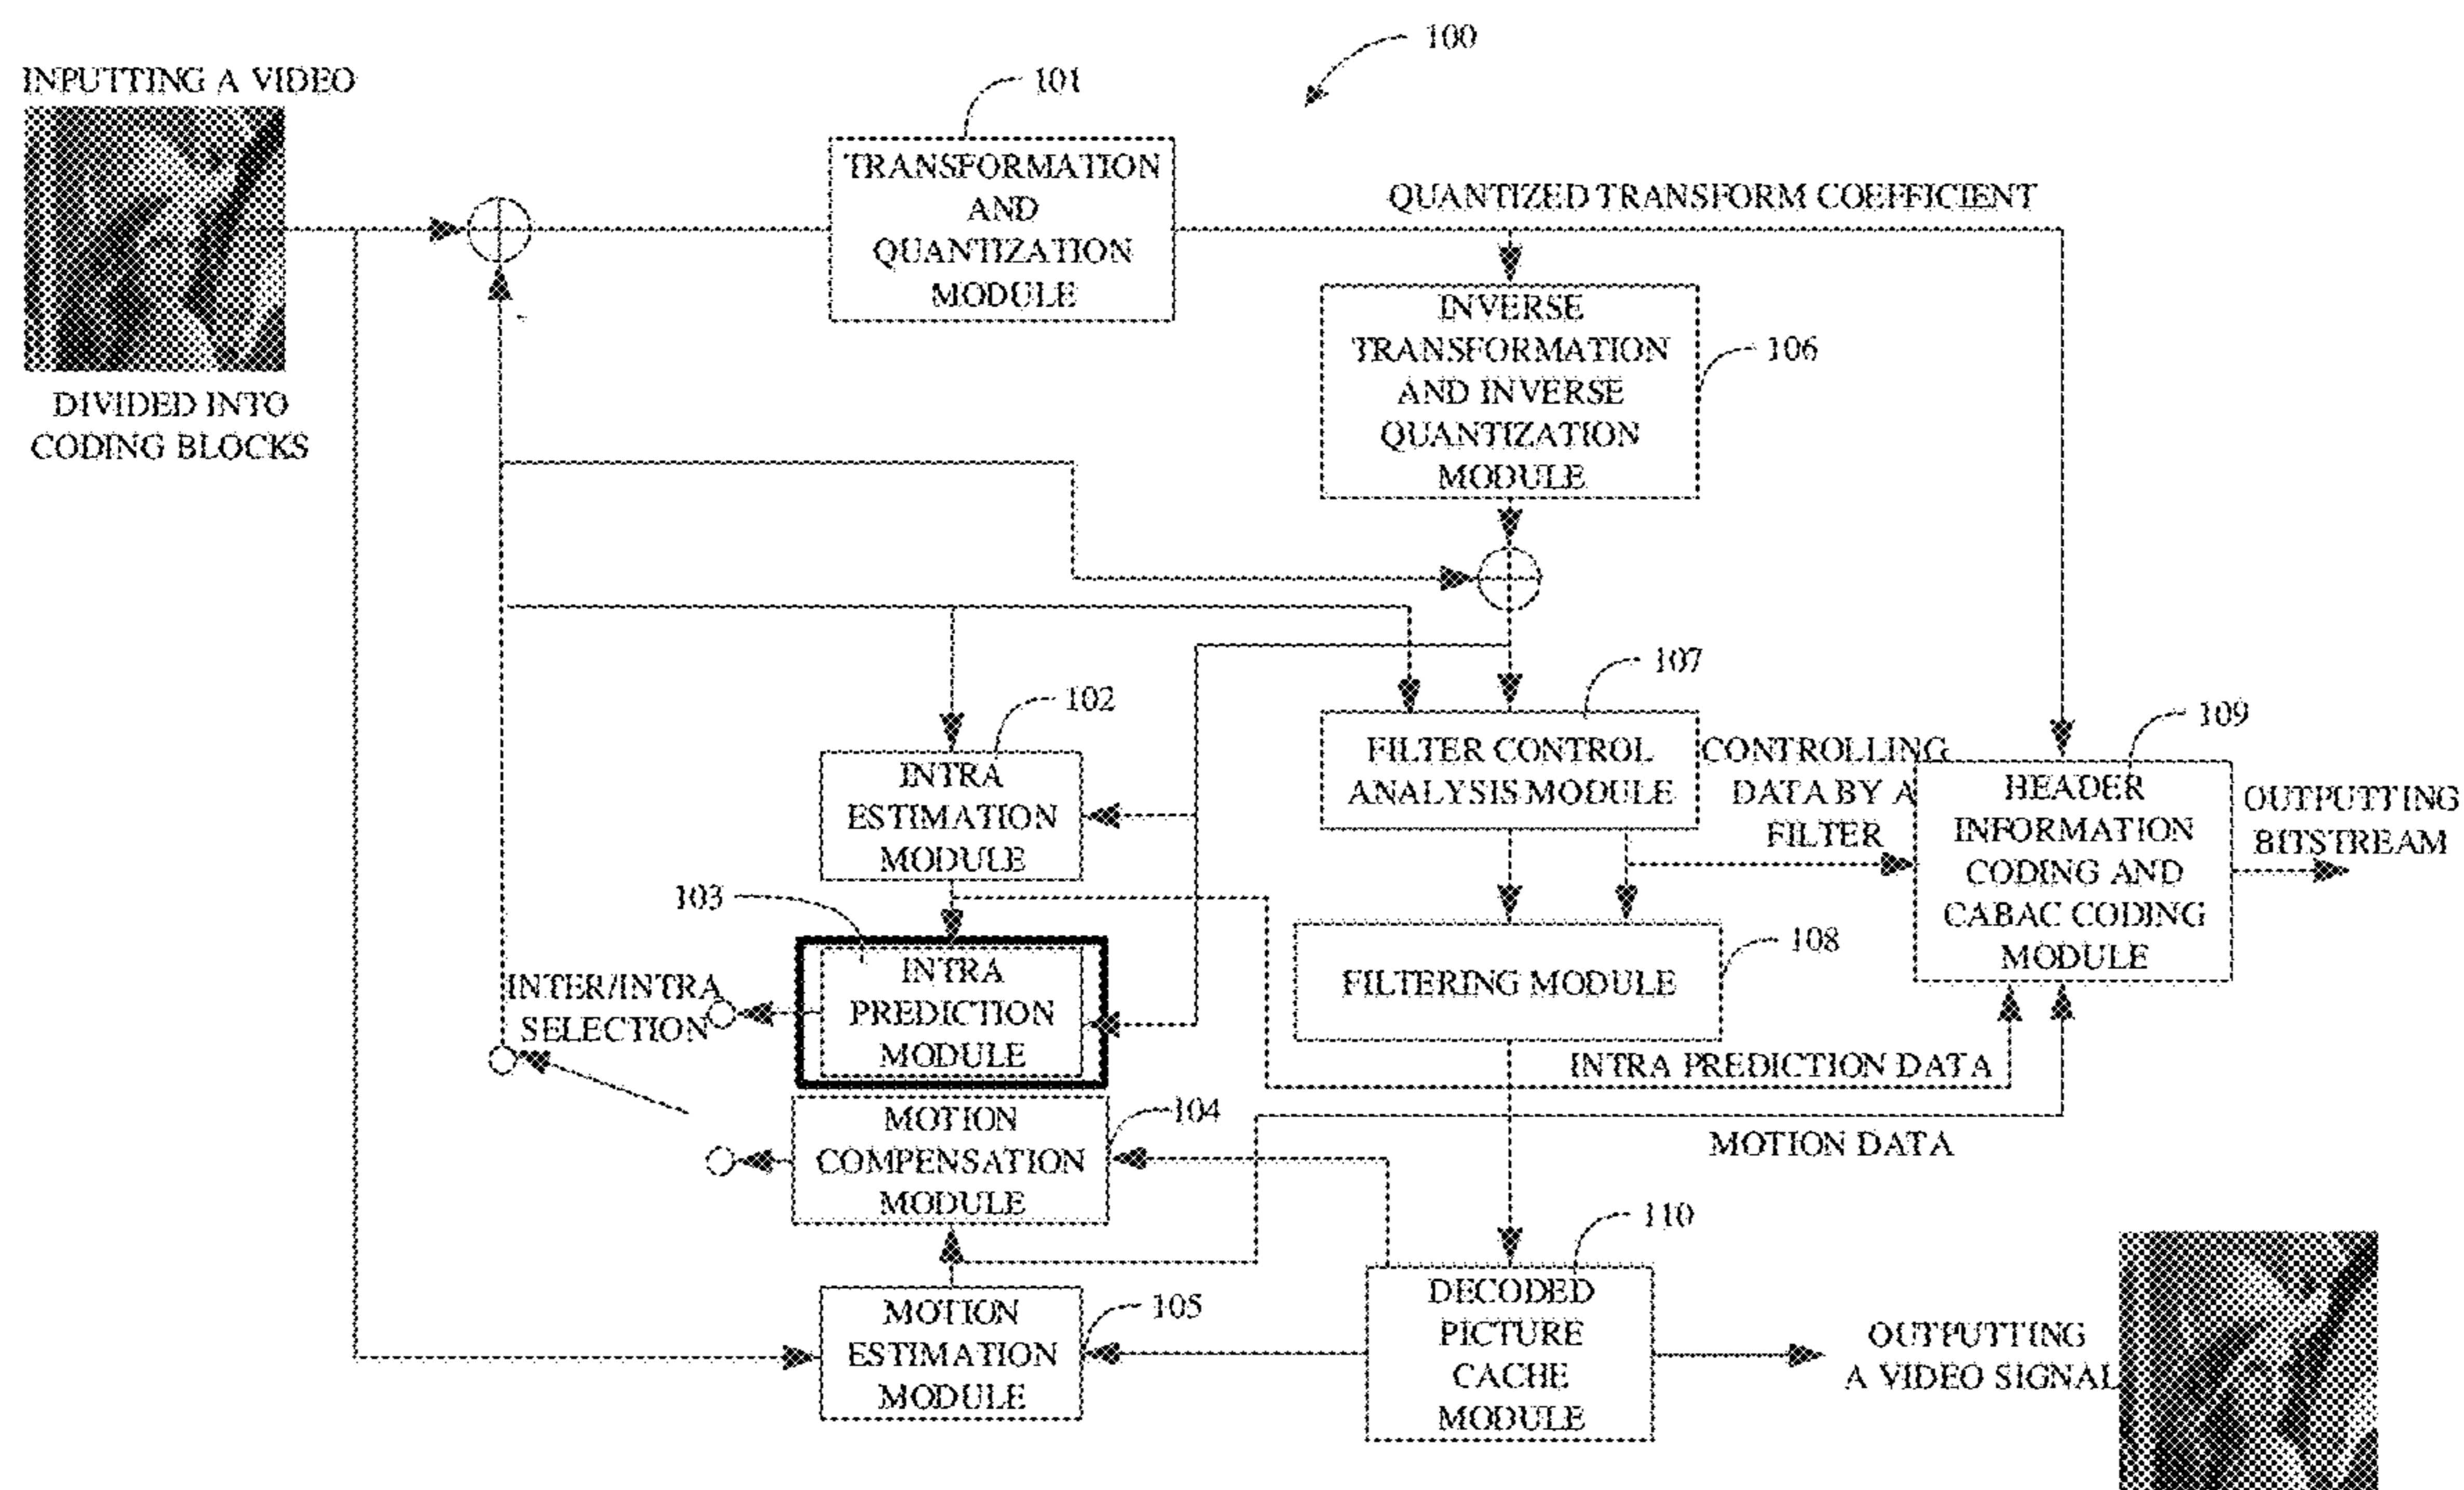 100
INPUTTING A VIDEO
101
TRANSFORMATION
AND
QUANTIZATION
MODULE
QUANTIZED TRANSFORM COEFFICIENT
DIVIDED INTO
CODING BLOCKS
INVERSE
TRANSFORMATION
AND INVERSE
QUANTIZATION
MODULE
106
107
102
109
INTRA
ESTIMATION
MODULE
FILTER CONTROL
ANALYSIS MODULE
CONTROLLING
DATA BY A
FILTER
HEADER
INFORMATION
CODING AND
CABAC CODING
MODULE
OUTPUTTING
BITSTREAM
103
INTER/INTRA
SELECTION
INTRA
PREDICTION
MODULE
FILTERING MODULE
108
INTRA PREDICTION DATA
MOTION
COMPENSATION
MODULE
104
MOTION DATA
110
MOTION
ESTIMATION
MODULE
105
DECODED
PICTURE
CACHE
MODULE
OUTPUTTING
A VIDEO SIGNAL